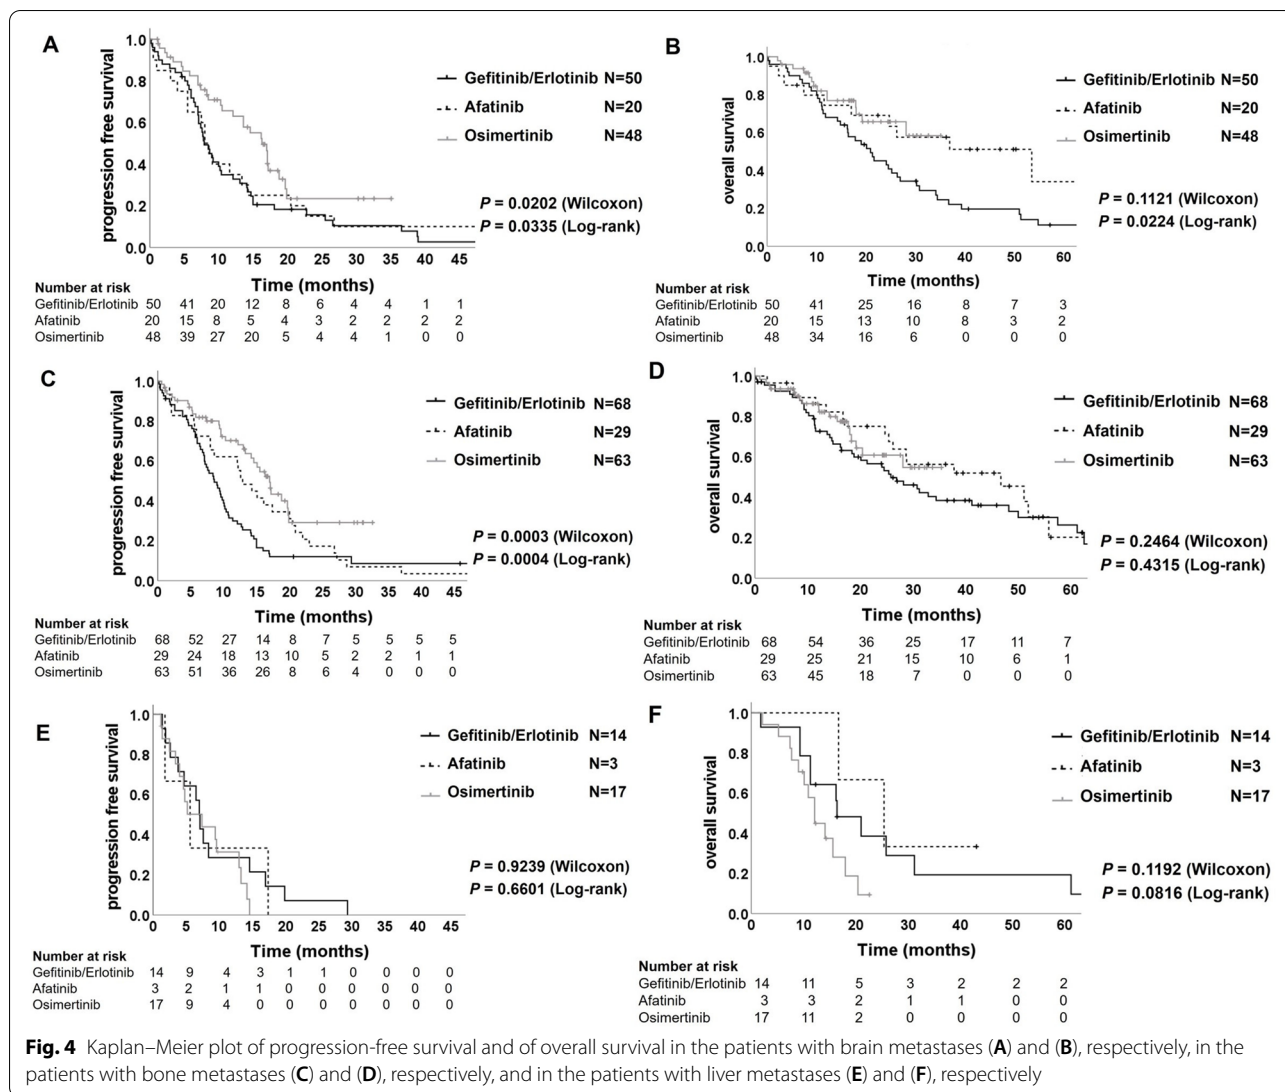 A
progression free survival
1.0
0.8
0.6
0.4
0.2
0.0
Gefitinib/Erlotinib N=50
Afatinib N=20
Osimertinib N=48
P = 0.0202 (Wilcoxon)
P = 0.0335 (Log-rank)
0 5 10 15 20 25 30 35 40 45
Time (months)
Number at risk
Gefitinib/Erlotinib 50 41 20 12 8 6 4 4 1 1
Afatinib 20 15 8 5 4 3 2 2 2 2
Osimertinib 48 39 27 20 5 4 4 1 0 0
B
overall survival
1.0
0.8
0.6
0.4
0.2
0.0
Gefitinib/Erlotinib N=50
Afatinib N=20
Osimertinib N=48
P = 0.1121 (Wilcoxon)
P = 0.0224 (Log-rank)
0 10 20 30 40 50 60
Time (months)
Number at risk
Gefitinib/Erlotinib 50 41 25 16 8 7 3
Afatinib 20 15 13 10 8 3 2
Osimertinib 48 34 16 6 0 0 0
C
progression free survival
1.0
0.8
0.6
0.4
0.2
0.0
Gefitinib/Erlotinib N=68
Afatinib N=29
Osimertinib N=63
P = 0.0003 (Wilcoxon)
P = 0.0004 (Log-rank)
0 5 10 15 20 25 30 35 40 45
Time (months)
Number at risk
Gefitinib/Erlotinib 68 52 27 14 8 7 5 5 5 5
Afatinib 29 24 18 13 10 5 2 2 1 1
Osimertinib 63 51 36 26 8 6 4 0 0 0
D
overall survival
1.0
0.8
0.6
0.4
0.2
0.0
Gefitinib/Erlotinib N=68
Afatinib N=29
Osimertinib N=63
P = 0.2464 (Wilcoxon)
P = 0.4315 (Log-rank)
0 10 20 30 40 50 60
Time (months)
Number at risk
Gefitinib/Erlotinib 68 54 36 25 17 11 7
Afatinib 29 25 21 15 10 6 1
Osimertinib 63 45 18 7 0 0 0
E
progression free survival
1.0
0.8
0.6
0.4
0.2
0.0
Gefitinib/Erlotinib N=14
Afatinib N=3
Osimertinib N=17
P = 0.9239 (Wilcoxon)
P = 0.6601 (Log-rank)
0 5 10 15 20 25 30 35 40 45
Time (months)
Number at risk
Gefitinib/Erlotinib 14 9 4 3 1 1 0 0 0 0
Afatinib 3 2 1 1 0 0 0 0 0 0
Osimertinib 17 9 4 0 0 0 0 0 0 0
F
overall survival
1.0
0.8
0.6
0.4
0.2
0.0
Gefitinib/Erlotinib N=14
Afatinib N=3
Osimertinib N=17
P = 0.1192 (Wilcoxon)
P = 0.0816 (Log-rank)
0 10 20 30 40 50 60
Time (months)
Number at risk
Gefitinib/Erlotinib 14 11 5 3 2 2 2
Afatinib 3 3 2 1 1 0 0
Osimertinib 17 11 2 0 0 0 0
Fig. 4 Kaplan–Meier plot of progression-free survival and of overall survival in the patients with brain metastases (A) and (B), respectively, in the
patients with bone metastases (C) and (D), respectively, and in the patients with liver metastases (E) and (F), respectively